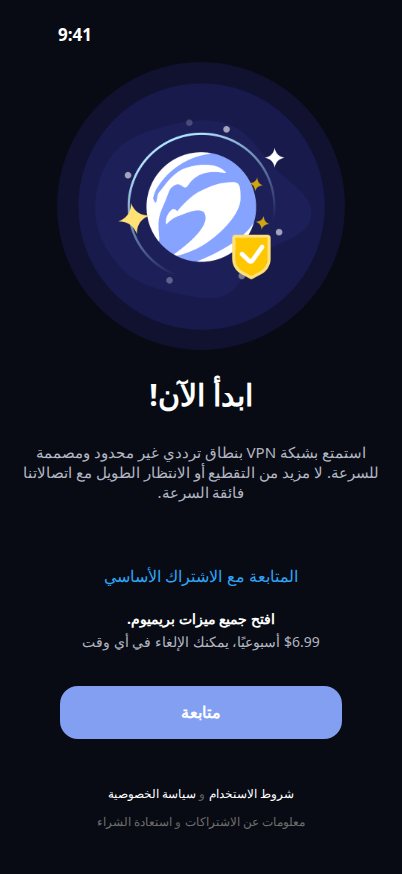 9:41
ابدأ الآن!
استمتع بشبكة VPN بنطاق ترددي غير محدود ومصممة
للسرعة. لا مزيد من التقطيع أو الانتظار الطويل مع اتصالاتنا
فائقة السرعة.
المتابعة مع الاشتراك الأساسي
افتح جميع ميزات بريميوم.
6.99$ أسبوعيًا، يمكنك الإلغاء في أي وقت
متابعة
شروط الاستخدام و سياسة الخصوصية
معلومات عن الاشتراكات و استعادة الشراء